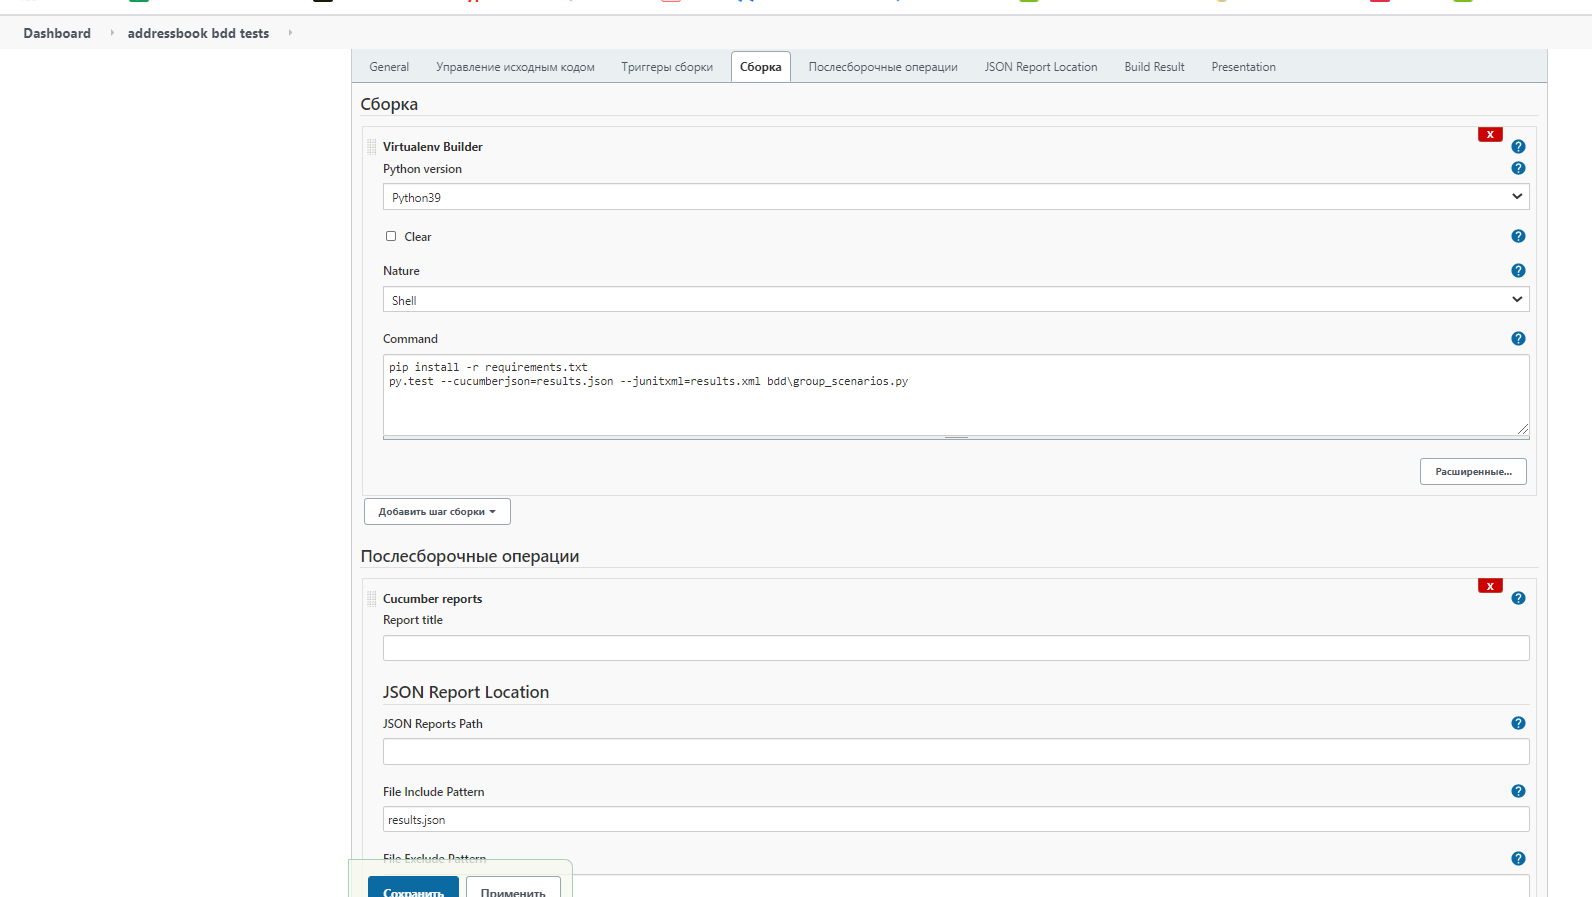 Dashboard
addressbook bdd tests
General
Управление исходным кодом
Триггеры сборки
Сборка
Послесборочные операции
JSON Report Location
Build Result
Presentation
Сборка
x
Virtualenv Builder
?
Python version
?
Python39
Clear
?
Nature
?
Shell
Command
?
pip install -r requirements.txt
py.test --cucumberjson=results.json --junitxml=results.xml bdd\group_scenarios.py
Расширенные...
Добавить шаг сборки
Послесборочные операции
x
Cucumber reports
?
Report title
JSON Report Location
JSON Reports Path
?
File Include Pattern
?
results.json
File Exclude Pattern
?
Сохранить
Применить